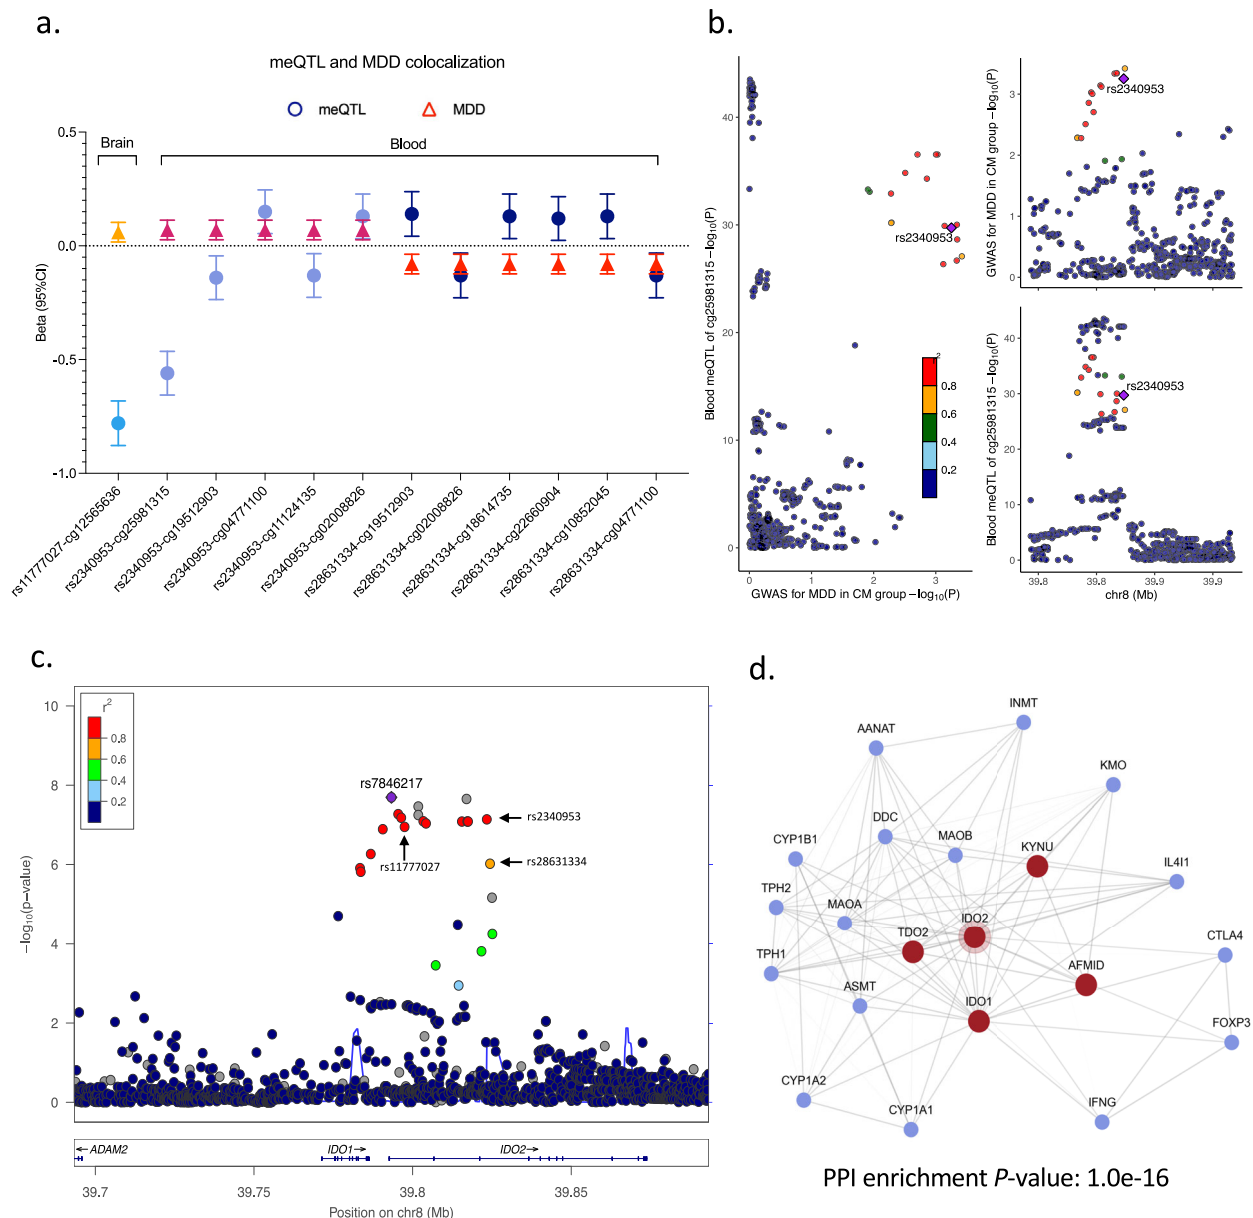 a.
meQTL and MDD colocalization
meQTL
MDD
Brain
Blood
0.5
0.0
-0.5
-1.0
Beta (95%CI)
rs11777027-cg12565636
rs2340953-cg25981315
rs2340953-cg19512903
rs2340953-cg04771100
rs2340953-cg11124135
rs2340953-cg02008826
rs28631334-cg19512903
rs28631334-cg02008826
rs28631334-cg18614735
rs28631334-cg22660904
rs28631334-cg10852045
rs28631334-cg04771100
b.
Blood meQTL of cg25981315 −log10(P)
40
30
20
10
0
rs2340953
r²
0.8
0.6
0.4
0.2
0
1
2
3
GWAS for MDD in CM group −log10(P)
GWAS for MDD in CM group −log10(P)
3
2
1
0
rs2340953
Blood meQTL of cg25981315 −log10(P)
40
30
20
10
0
rs2340953
39.8
39.8
39.9
39.9
chr8 (Mb)
c.
−log10(p−value)
10
8
6
4
2
0
r²
0.8
0.6
0.4
0.2
rs7846217
rs2340953
rs11777027
rs28631334
ADAM2
IDO1
IDO2
39.7
39.75
39.8
39.85
Position on chr8 (Mb)
d.
INMT
AANAT
KMO
DDC
MAOB
CYP1B1
KYNU
IL4I1
TPH2
MAOA
IDO2
TDO2
CTLA4
TPH1
AFMID
ASMT
IDO1
FOXP3
CYP1A2
CYP1A1
IFNG
PPI enrichment P-value: 1.0e-16